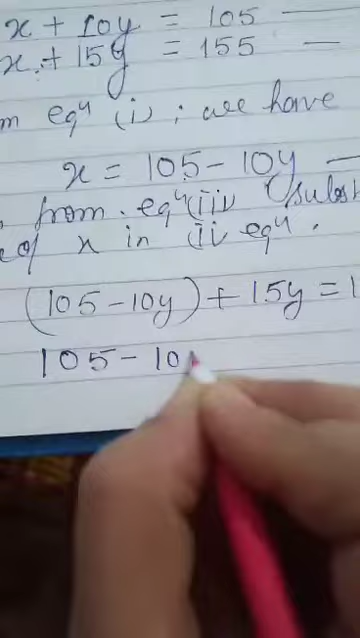 x + 10y = 105
x + 15y = 155
eqⁿ (i) ; we have
x = 105 - 10y
from eqⁿ (iii)
of x in (ii eqⁿ.
(105 - 10y) + 15y = 1
105 - 10